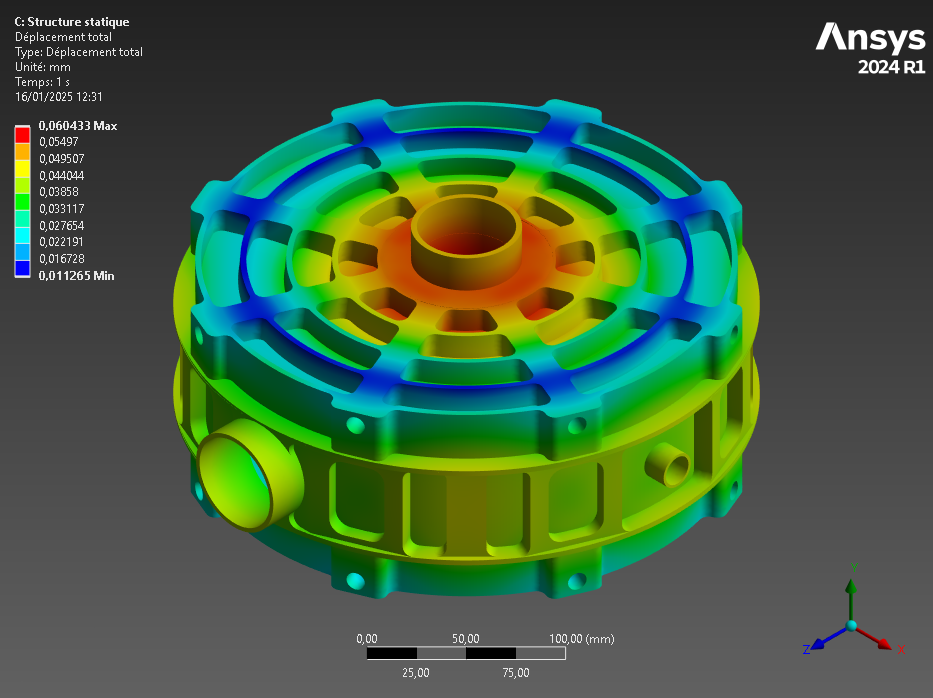 C: Structure statique
Déplacement total
Type: Déplacement total
Unité: mm
Temps: 1 s
16/01/2025 12:31
Ansys
2024 R1
0,060433 Max
0,05497
0,049507
0,044044
0,03858
0,033117
0,027654
0,022191
0,016728
0,011265 Min
0,00 50,00 100,00 (mm)
25,00 75,00
Y
Z X